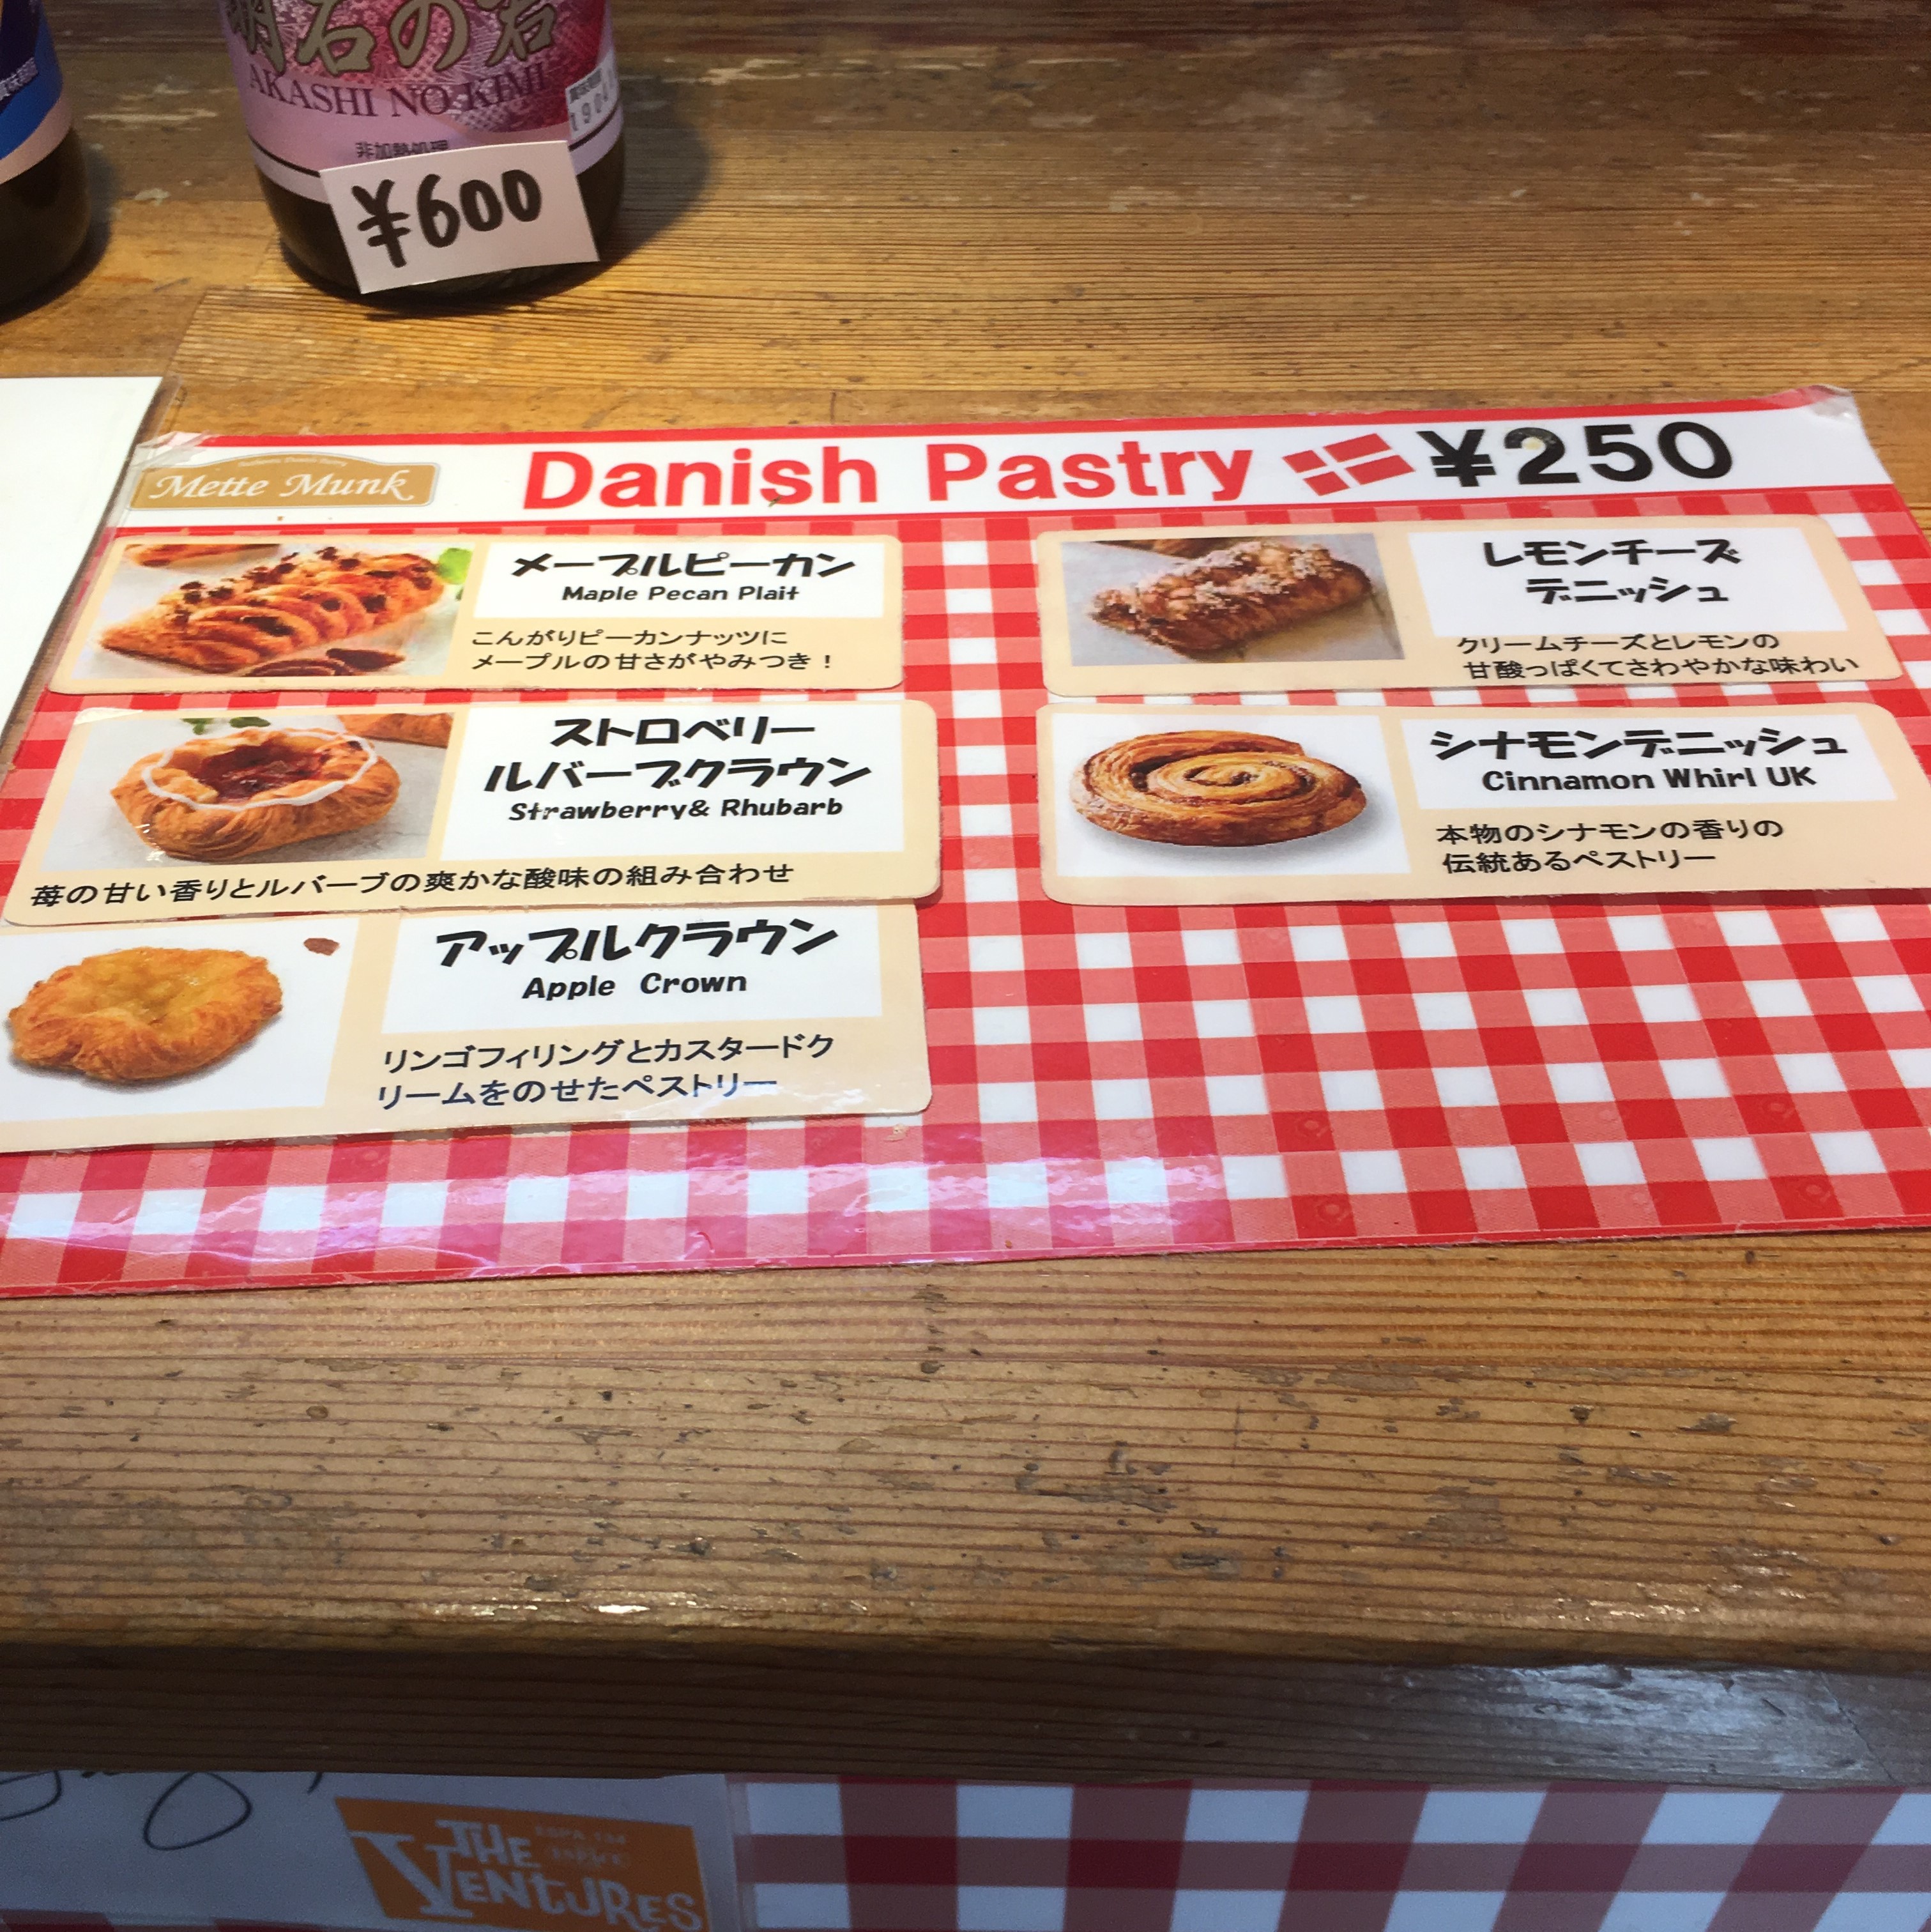 明石の君
AKASHI NO KIMI
非加熱処理
¥600
Mette Munk
Danish Pastry ¥250
メープルピーカン
Maple Pecan Plait
こんがりピーカンナッツに
メープルの甘さがやみつき！
ストロベリー
ルバーブクラウン
Strawberry& Rhubarb
苺の甘い香りとルバーブの爽かな酸味の組み合わせ
アップルクラウン
Apple Crown
リンゴフィリングとカスタードク
リームをのせたペストリー
レモンチーズ
デニッシュ
クリームチーズとレモンの
甘酸っぱくてさわやかな味わい
シナモンデニッシュ
Cinnamon Whirl UK
本物のシナモンの香りの
伝統あるペストリー
THE
VENTURES